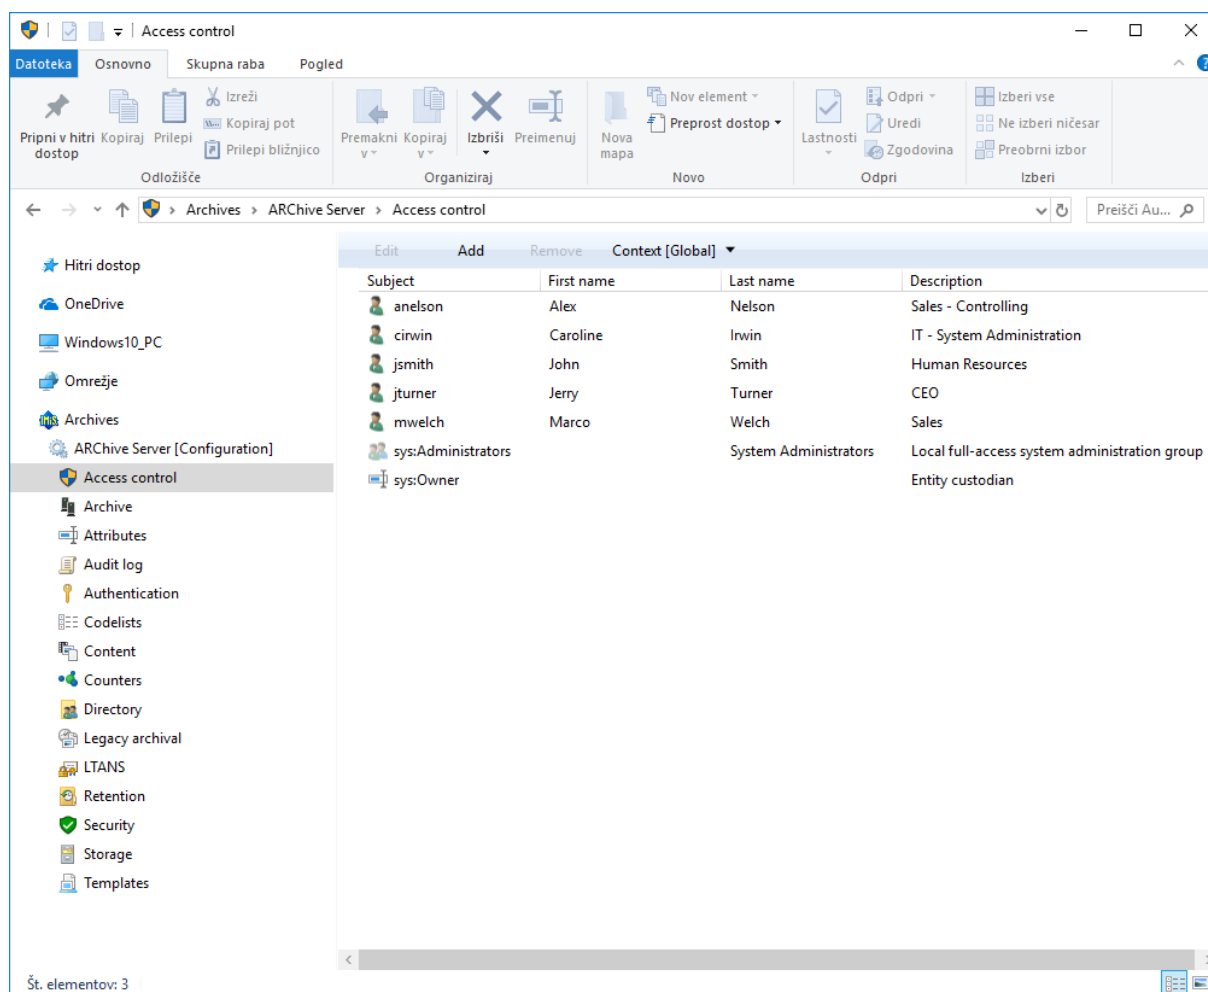 Access control
Datoteka Osnovno Skupna raba Pogled
Pripni v hitri dostop
Kopiraj
Prilepi
Izreži
Kopiraj pot
Prilepi bližnjico
Odložišče
Premakni v
Kopiraj v
Izbriši
Preimenuj
Organiziraj
Nova mapa
Nov element
Preprost dostop
Novo
Lastnosti
Odpri
Uredi
Zgodovina
Odpri
Izberi vse
Ne izberi ničesar
Preobrni izbor
Izberi
Archives > ARChive Server > Access control
Preišči Au...
Hitri dostop
OneDrive
Windows10_PC
Omrežje
Archives
ARChive Server [Configuration]
Access control
Archive
Attributes
Audit log
Authentication
Codelists
Content
Counters
Directory
Legacy archival
LTANS
Retention
Security
Storage
Templates
Edit Add Remove Context [Global]
Subject First name Last name Description
anelson Alex Nelson Sales - Controlling
cirwin Caroline Irwin IT - System Administration
jsmith John Smith Human Resources
jturner Jerry Turner CEO
mwelch Marco Welch Sales
sys:Administrators System Administrators Local full-access system administration group
sys:Owner Entity custodian
Št. elementov: 3